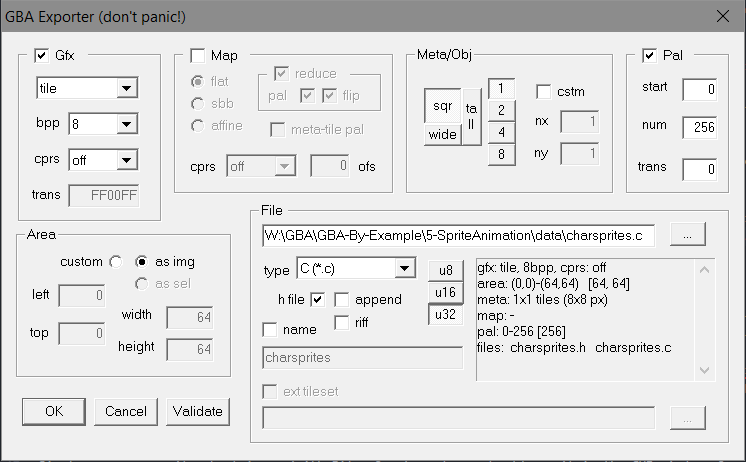 GBA Exporter (don't panic!)
Gfx
tile
bpp 8
cprs off
trans FF00FF
Map
flat
sbb
affine
reduce
pal flip
meta-tile pal
cprs off 0 ofs
Meta/Obj
sqr
wide
ta
ll
1
2
4
8
cstm
nx 1
ny 1
Pal
start 0
num 256
trans 0
Area
custom as img
as sel
left 0
top 0
width 64
height 64
OK Cancel Validate
File
W:\GBA\GBA-By-Example\5-SpriteAnimation\data\charsprites.c ...
type C (*.c)
h file append
name riff
u8
u16
u32
charsprites
ext tileset
...
gfx: tile, 8bpp, cprs: off
area: (0,0)-(64,64) [64, 64]
meta: 1x1 tiles (8x8 px)
map: -
pal: 0-256 [256]
files: charsprites.h charsprites.c